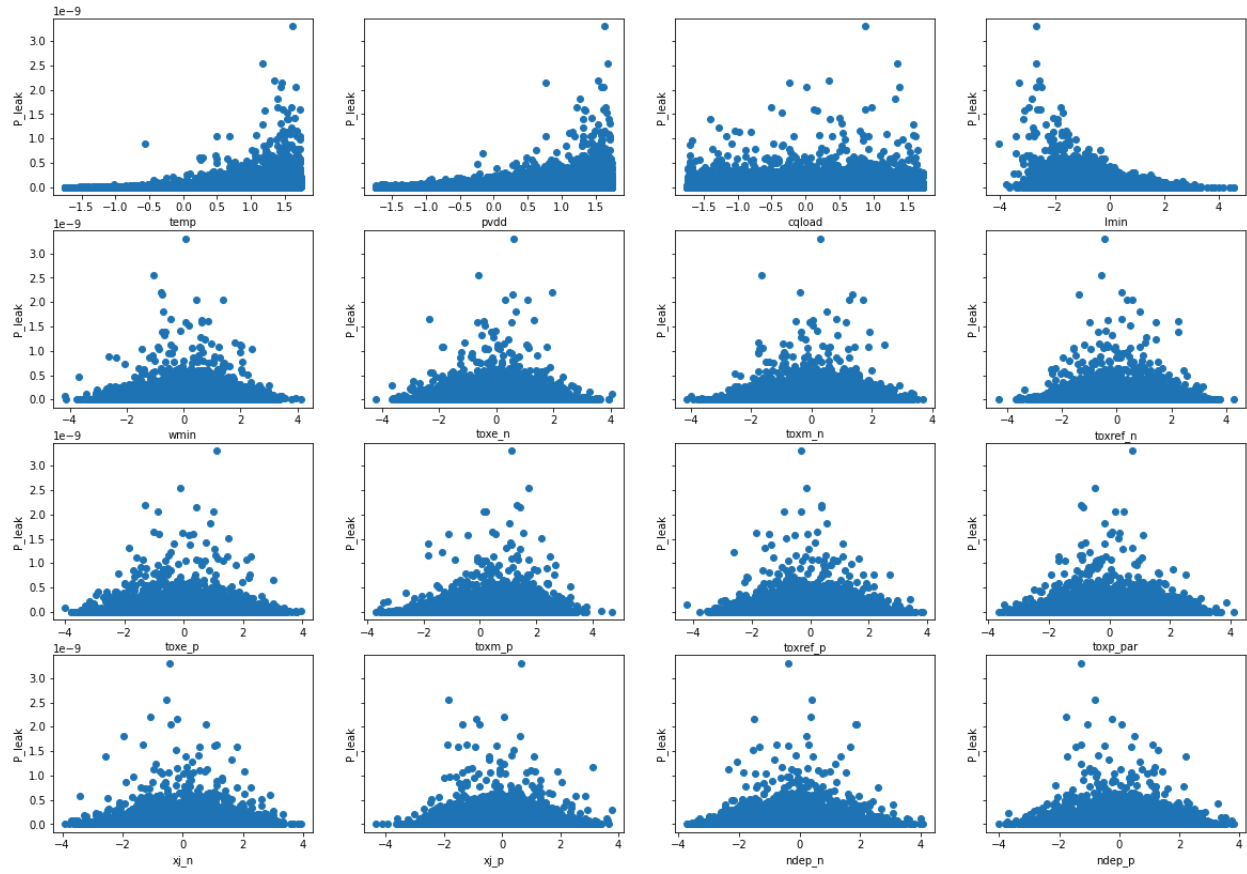 1e−9
3.0
2.5
2.0
1.5
1.0
0.5
0.0
P_leak
P_leak
P_leak
P_leak
−1.5 −1.0 −0.5 0.0 0.5 1.0 1.5
−1.5 −1.0 −0.5 0.0 0.5 1.0 1.5
−1.5 −1.0 −0.5 0.0 0.5 1.0 1.5
−4 −2 0 2 4
temp
pvdd
cqload
lmin
1e−9
3.0
2.5
2.0
1.5
1.0
0.5
0.0
P_leak
P_leak
P_leak
P_leak
−4 −2 0 2 4
−4 −2 0 2 4
−4 −2 0 2 4
−4 −2 0 2 4
wmin
toxe_n
toxm_n
toxref_n
1e−9
3.0
2.5
2.0
1.5
1.0
0.5
0.0
P_leak
P_leak
P_leak
P_leak
−4 −2 0 2 4
−4 −2 0 2 4
−4 −2 0 2 4
−4 −2 0 2 4
toxe_p
toxm_p
toxref_p
toxp_par
1e−9
3.0
2.5
2.0
1.5
1.0
0.5
0.0
P_leak
P_leak
P_leak
P_leak
−4 −2 0 2 4
−4 −2 0 2 4
−4 −2 0 2 4
−4 −2 0 2 4
xj_n
xj_p
ndep_n
ndep_p